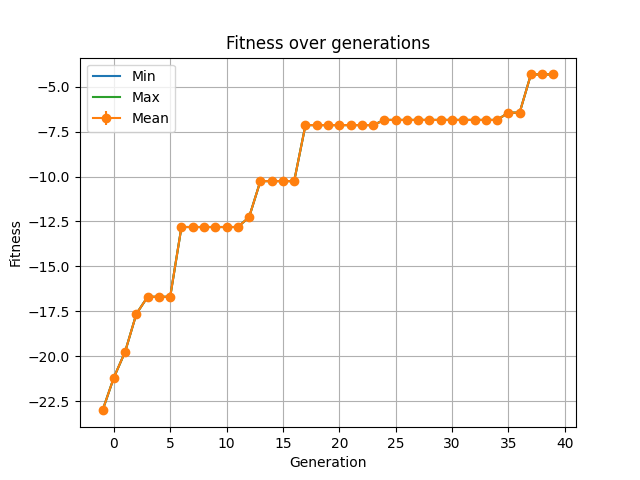 Fitness over generations
Min
Max
Mean
−5.0
−7.5
−10.0
−12.5
−15.0
−17.5
−20.0
−22.5
Fitness
0 5 10 15 20 25 30 35 40
Generation